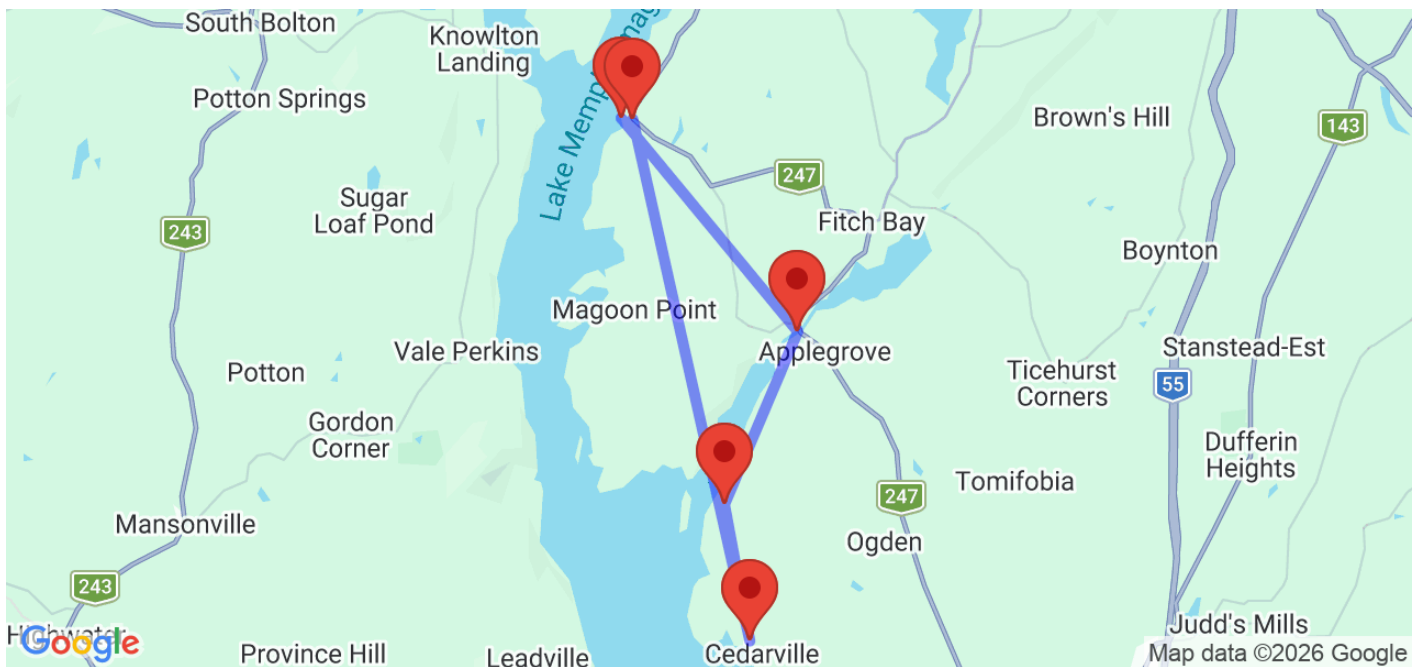 South Bolton
Knowlton
Landing
Potton Springs
Brown's Hill
143
247
Sugar
Loaf Pond
Fitch Bay
243
Boynton
Magoon Point
Vale Perkins
Applegrove
Stanstead-Est
Potton
Ticehurst
Corners
55
Gordon
Corner
Dufferin
Heights
Tomifobia
247
Mansonville
Ogden
243
Highwater
Google
Judd's Mills
Province Hill
Leadville
Cedarville
Map data ©2026 Google